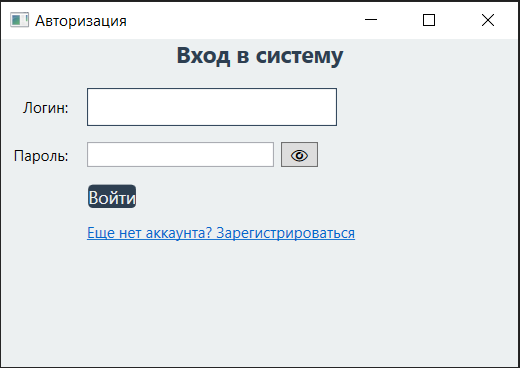 Авторизация
Вход в систему
Логин:
Пароль:
Войти
Еще нет аккаунта? Зарегистрироваться